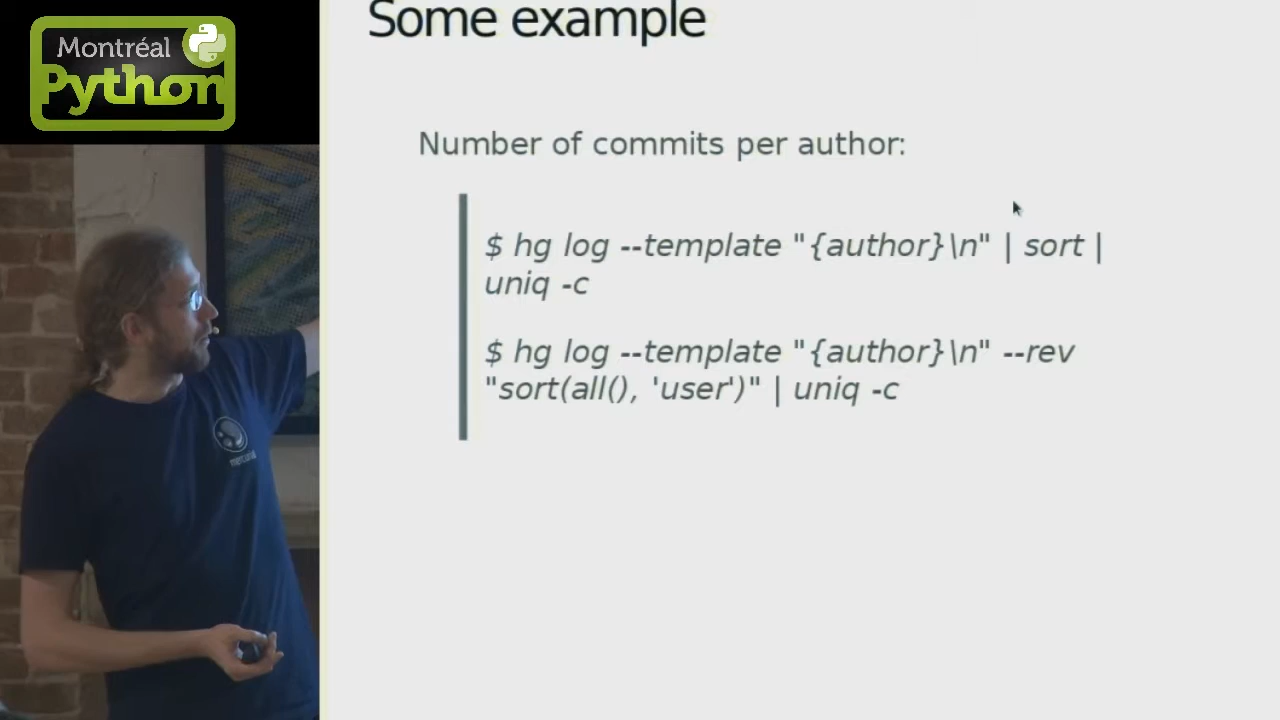 Montréal
Python
Some example
Number of commits per author:
$ hg log --template "{author}\n" | sort |
uniq -c
$ hg log --template "{author}\n" --rev
"sort(all(), 'user')" | uniq -c